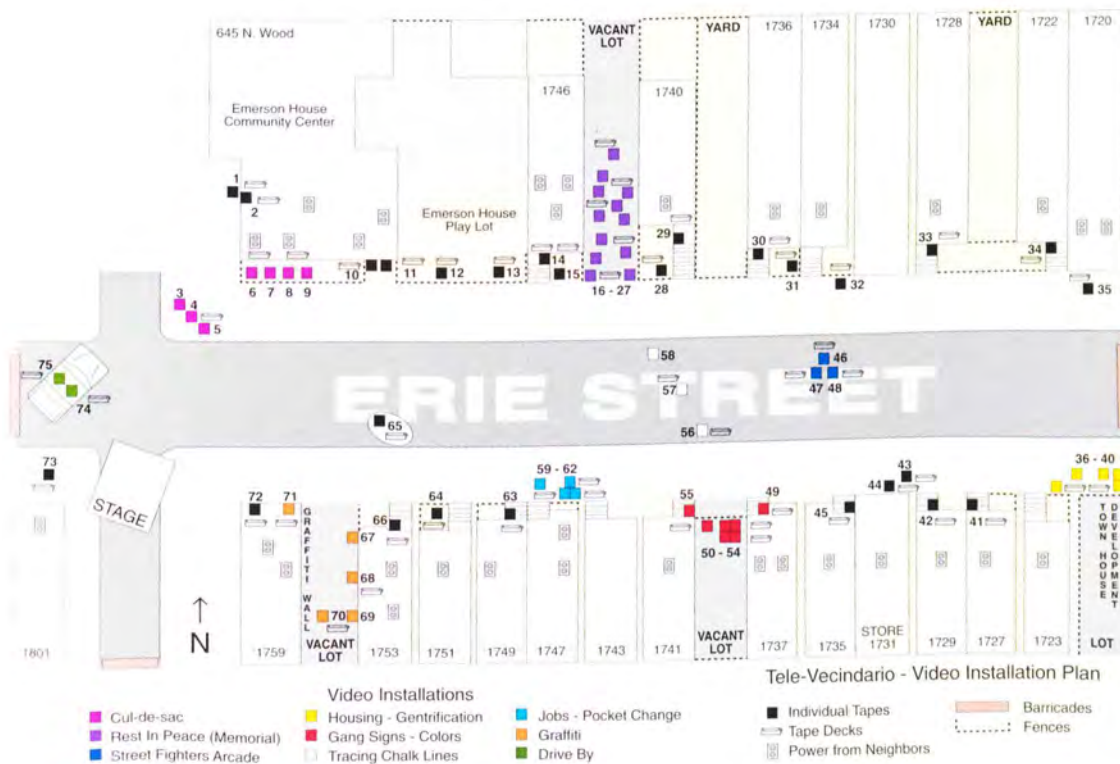 645 N. Wood
VACANT LOT
YARD
1736
1734
1730
1728
YARD
1722
1720
1746
1740
Emerson House
Community Center
Emerson House
Play Lot
1
2
3
4
5
6 7 8 9
10
11
12
13
14
15
16 - 27
28
29
30
31
32
33
34
35
75
74
58
57
56
46
47 48
65
ERIE STREET
73
STAGE
72
71
66
64
63
59 - 62
55
49
45
44
43
42
41
36 - 40
67
68
69
70
50 - 54
GRAFFITI WALL
TOWN HOUSE
DEVELOPMENT
N
1801
1759
VACANT
LOT
1753
1751
1749
1747
1743
1741
VACANT
LOT
1737
1735
STORE
1731
1729
1727
1723
LOT
Tele-Vecindario - Video Installation Plan
Video Installations
Cul-de-sac
Rest In Peace (Memorial)
Street Fighters Arcade
Housing - Gentrification
Gang Signs - Colors
Tracing Chalk Lines
Jobs - Pocket Change
Graffiti
Drive By
Individual Tapes
Tape Decks
Power from Neighbors
Barricades
Fences